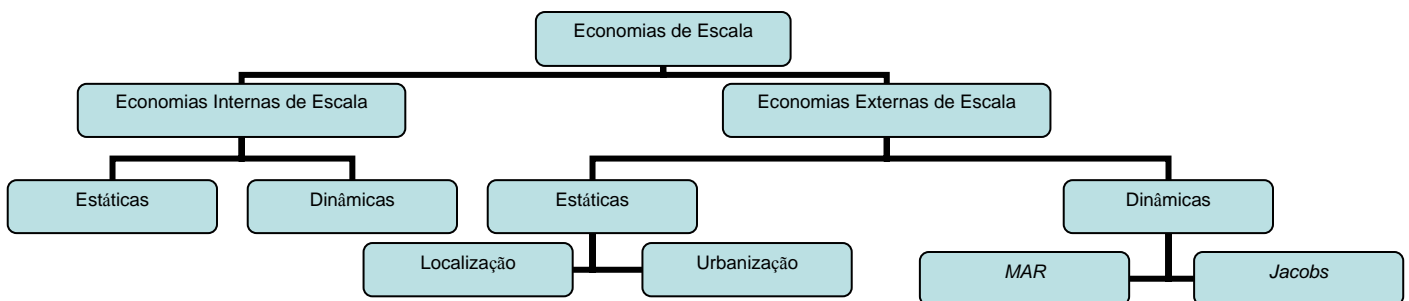 Economias de Escala
Economias Internas de Escala
Economias Externas de Escala
Estáticas
Dinâmicas
Estáticas
Dinâmicas
Localização
Urbanização
MAR
Jacobs